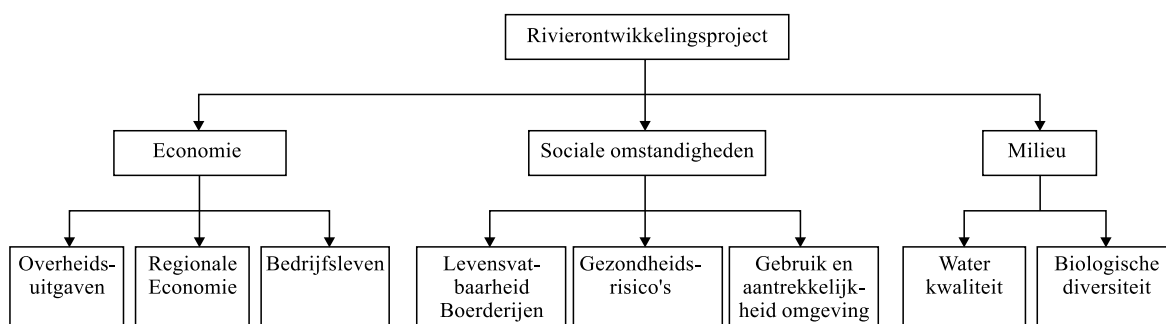 Rivierontwikkelingsproject
Economie
Sociale omstandigheden
Milieu
Overheids-
uitgaven
Regionale
Economie
Bedrijfsleven
Levensvat-
baarheid
Boerderijen
Gezondheids-
risico's
Gebruik en
aantrekkelijk-
heid omgeving
Water
kwaliteit
Biologische
diversiteit